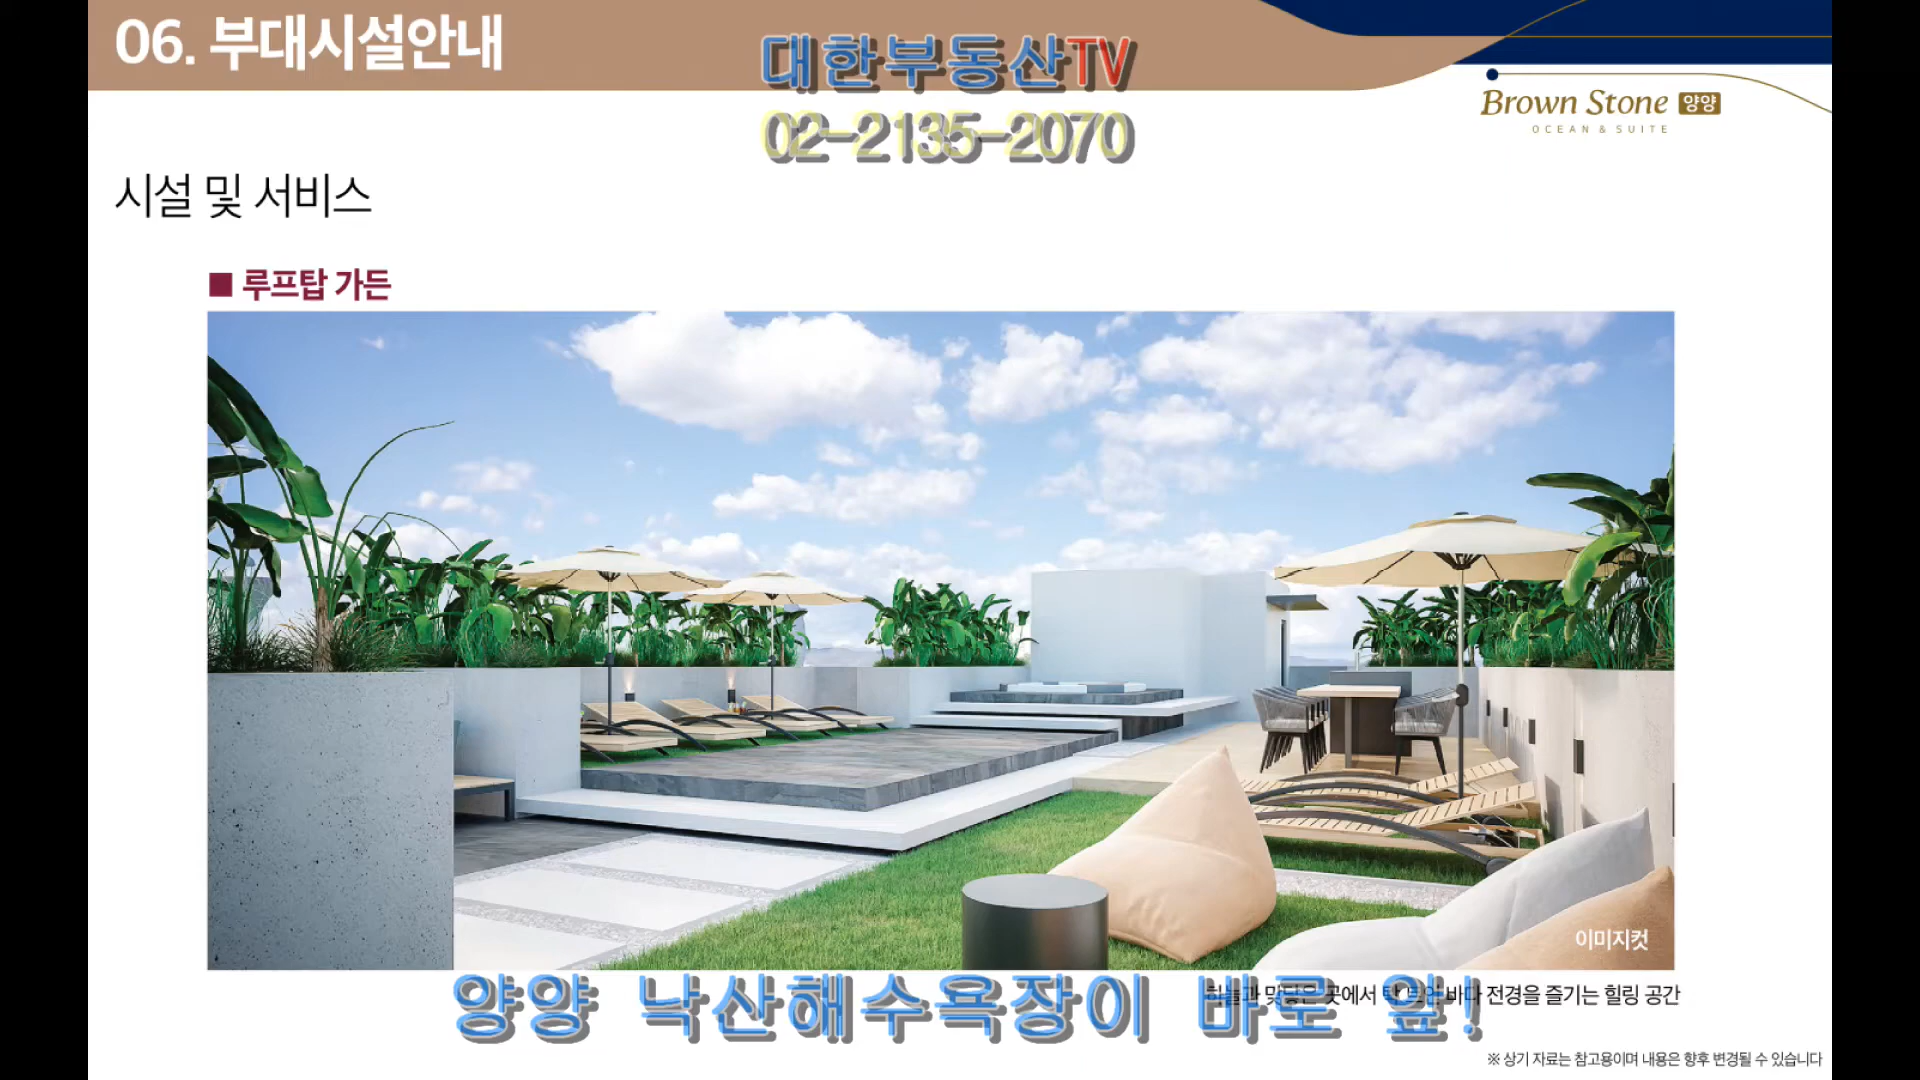 06. 부대시설안내
대한부동산TV
02-2135-2070
Brown Stone 양양
OCEAN & SUITE
시설 및 서비스
■ 루프탑 가든
이미지컷
곳에서 바다 전경을 즐기는 힐링 공간
양양 낙산해수욕장이 바로 옆!
※ 상기 자료는 참고용이며 내용은 향후 변경될 수 있습니다